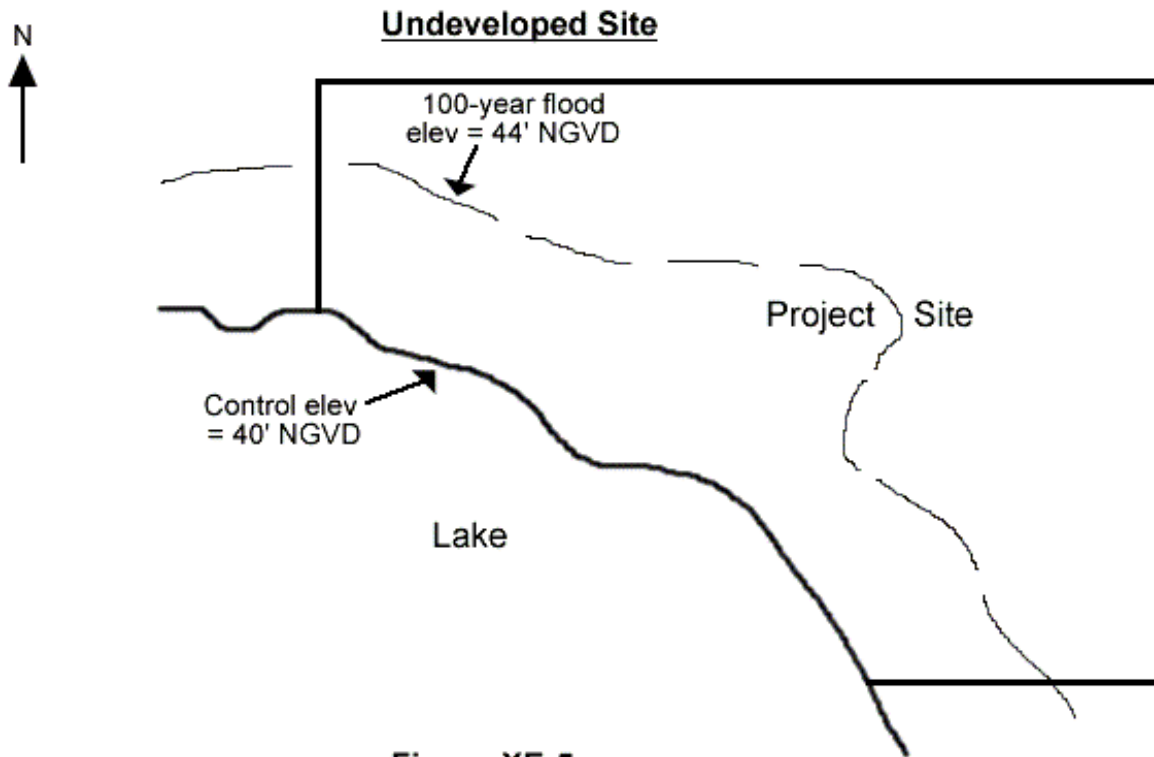 Undeveloped Site
N
100-year flood
elev = 44' NGVD
Project Site
Control elev
= 40' NGVD
Lake